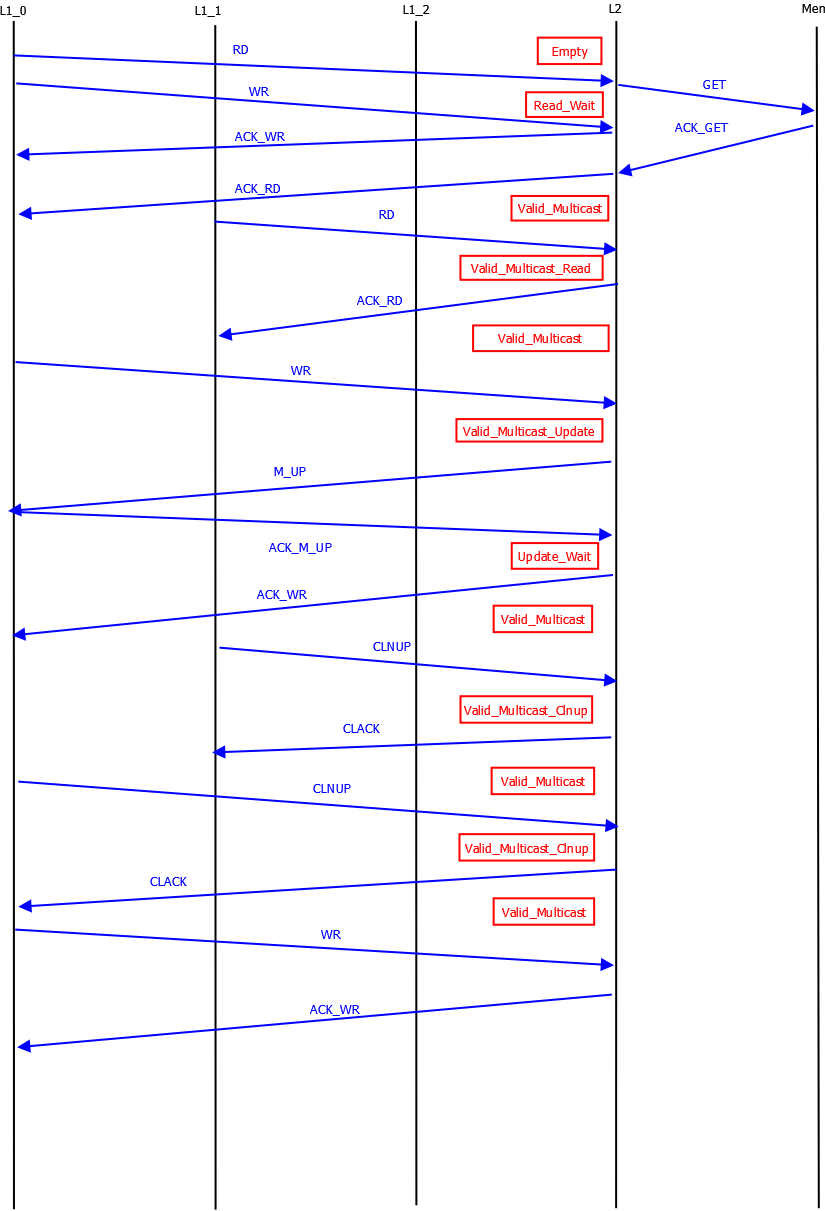 L1_0
L1_1
L1_2
L2
Men
RD
Empty
GET
WR
Read_Wait
ACK_GET
ACK_WR
ACK_RD
Valid_Multicast
RD
Valid_Multicast_Read
ACK_RD
Valid_Multicast
WR
Valid_Multicast_Update
M_UP
ACK_M_UP
Update_Wait
ACK_WR
Valid_Multicast
CLNUP
Valid_Multicast_Clnup
CLACK
Valid_Multicast
CLNUP
Valid_Multicast_Clnup
CLACK
Valid_Multicast
WR
ACK_WR